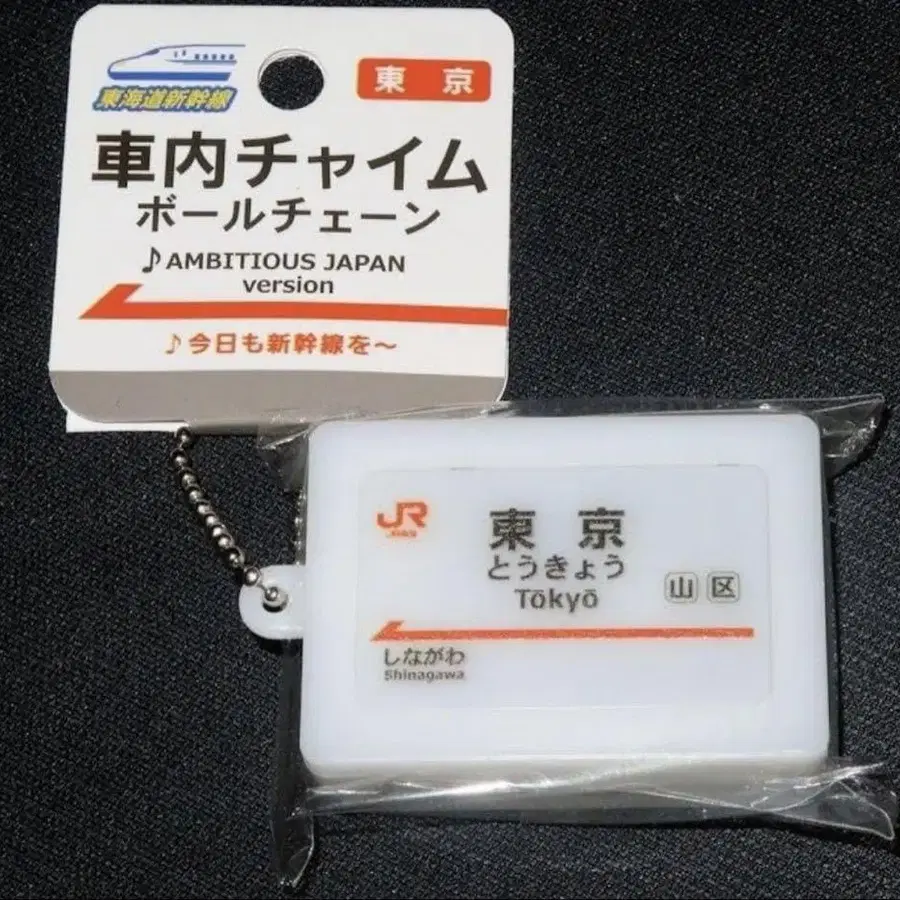 東海道新幹線
東 京
車内チャイム
ボールチェーン
♪AMBITIOUS JAPAN
version
♪今日も新幹線を～
JR
東 京
とうきょう
Tōkyō
山 区
しながわ
Shinagawa